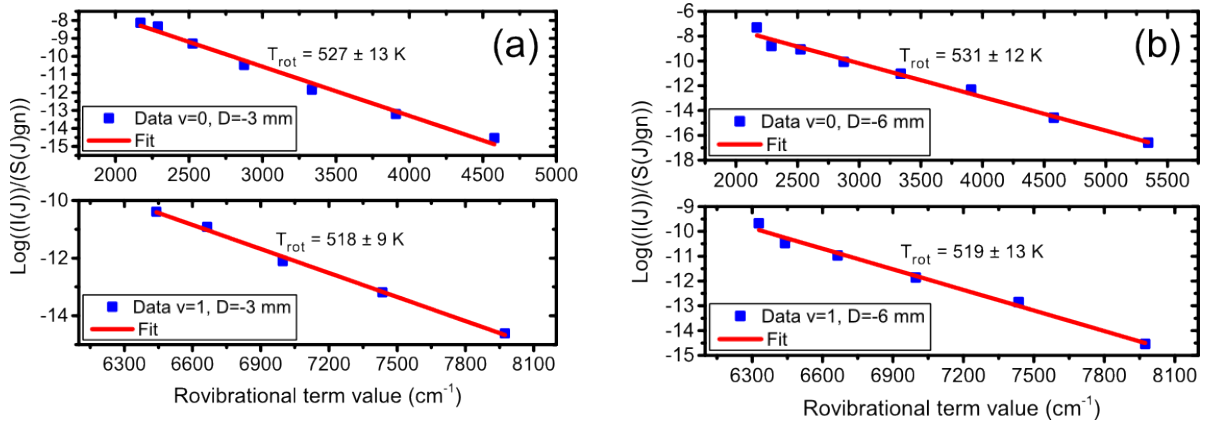 (a)
-8
-9
-10
-11
-12
-13
-14
-15
T_rot = 527 ± 13 K
Data v=0, D=-3 mm
Fit
2000 2500 3000 3500 4000 4500 5000
Log((I(J))/(S(J)gn))
-10
-12
-14
T_rot = 518 ± 9 K
Data v=1, D=-3 mm
Fit
6300 6600 6900 7200 7500 7800 8100
Rovibrational term value (cm⁻¹)
(b)
-6
-8
-10
-12
-14
-16
-18
T_rot = 531 ± 12 K
Data v=0, D=-6 mm
Fit
2000 2500 3000 3500 4000 4500 5000 5500
Log((I(J))/(S(J)gn))
-9
-10
-11
-12
-13
-14
-15
T_rot = 519 ± 13 K
Data v=1, D=-6 mm
Fit
6300 6600 6900 7200 7500 7800 8100
Rovibrational term value (cm⁻¹)